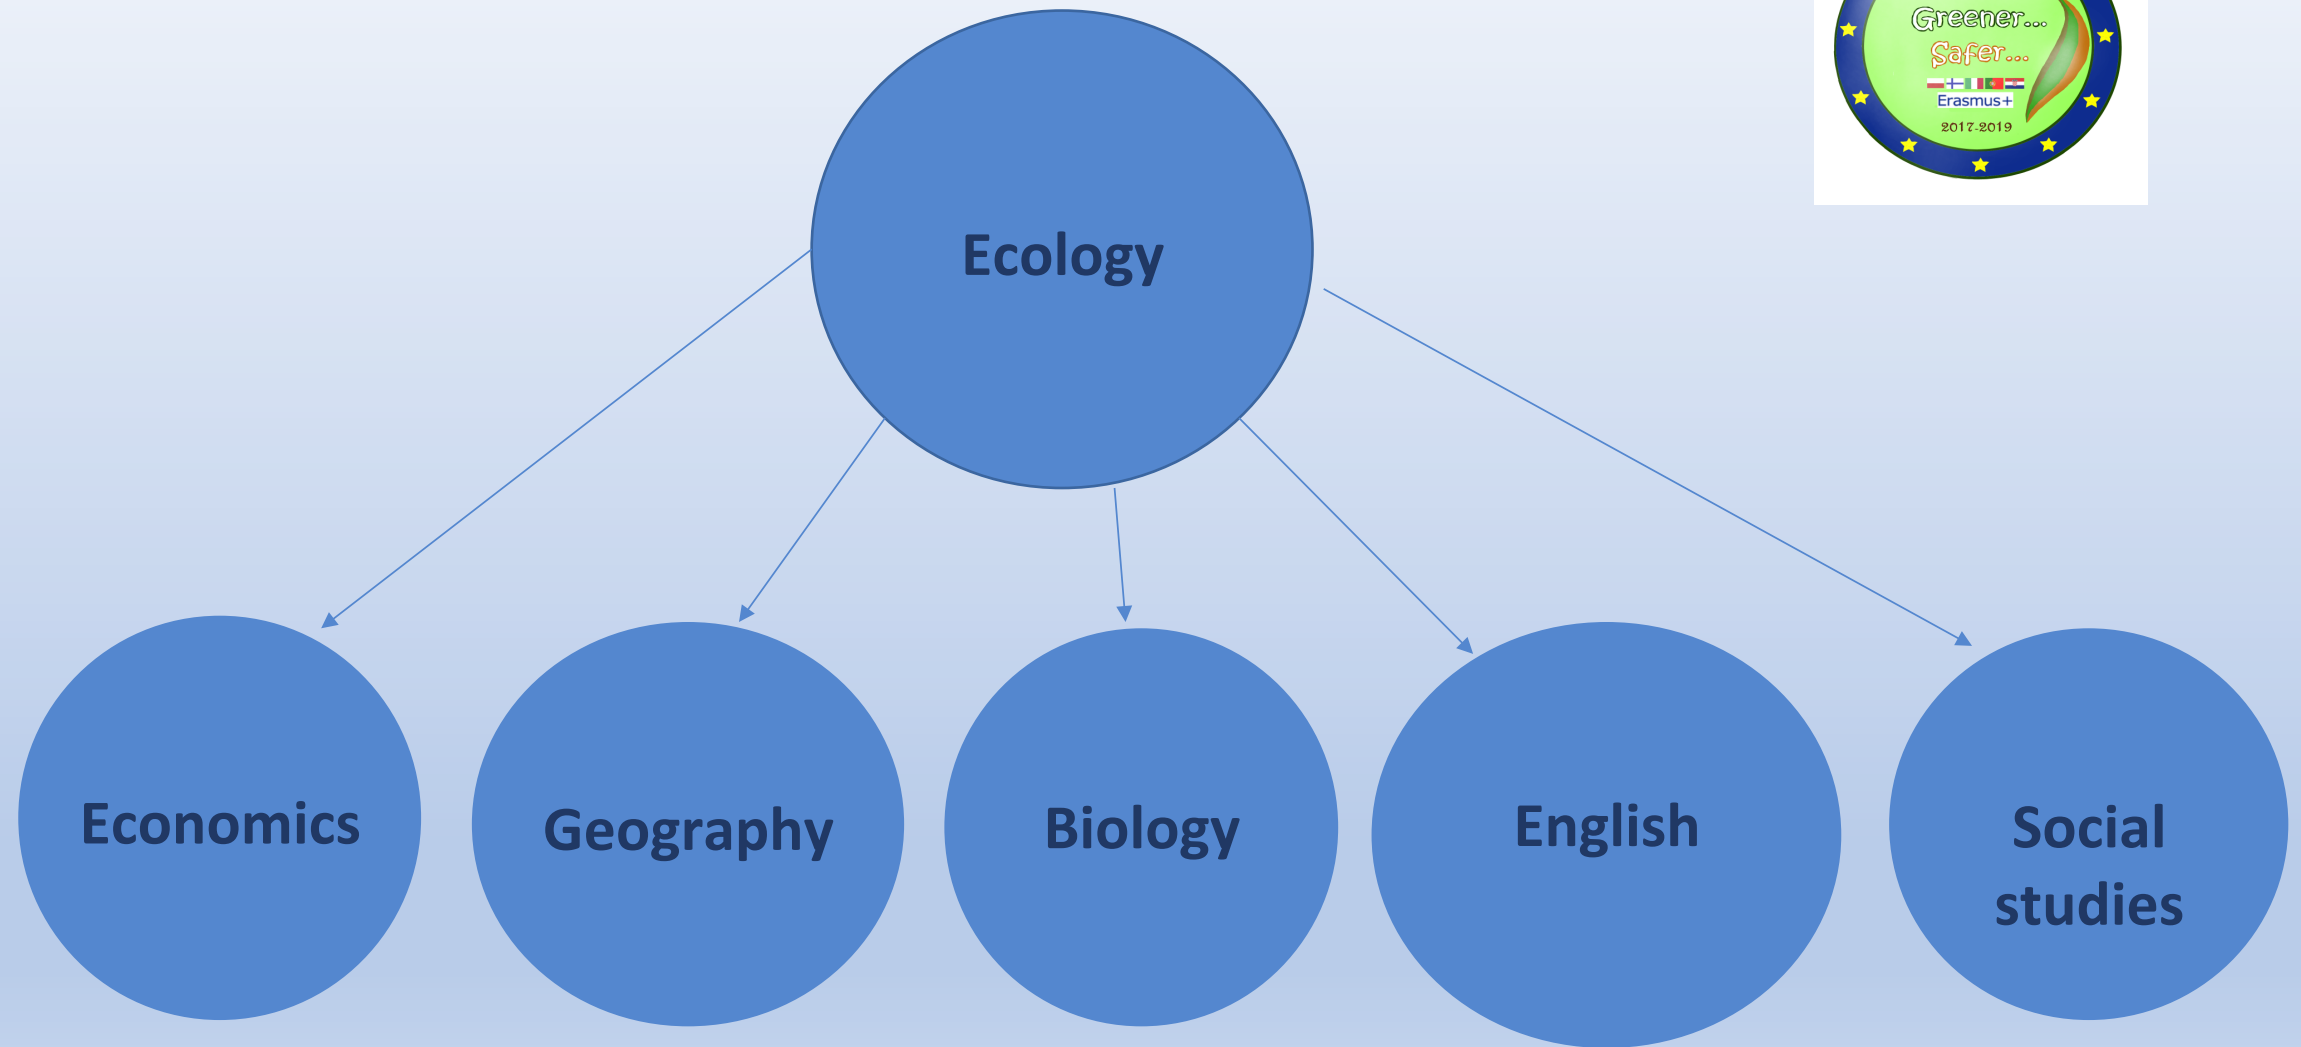 Greener...
Safer...
Erasmus+
2017-2019
Ecology
Economics
Geography
Biology
English
Social
studies